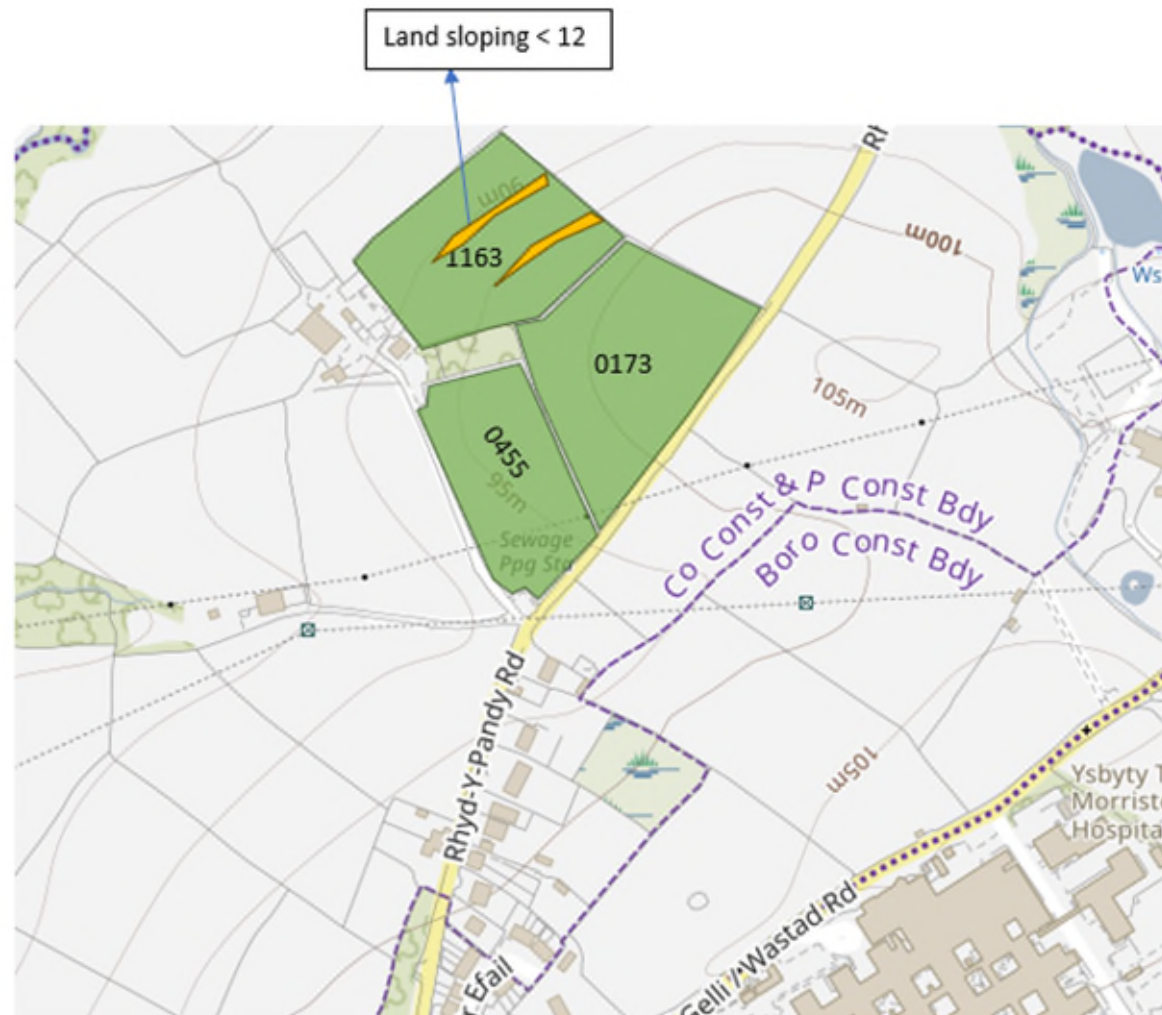 Land sloping < 12
90m
1163
100m
Ws
0173
105m
0455
95m
Sewage
Ppg Sta
Co Const & P Const Bdy
Boro Const Bdy
Rhyd-Y-Pandy Rd
105m
Ysbyty T
Morrist
Hospita
Gelli / Wastad Rd
r Efail